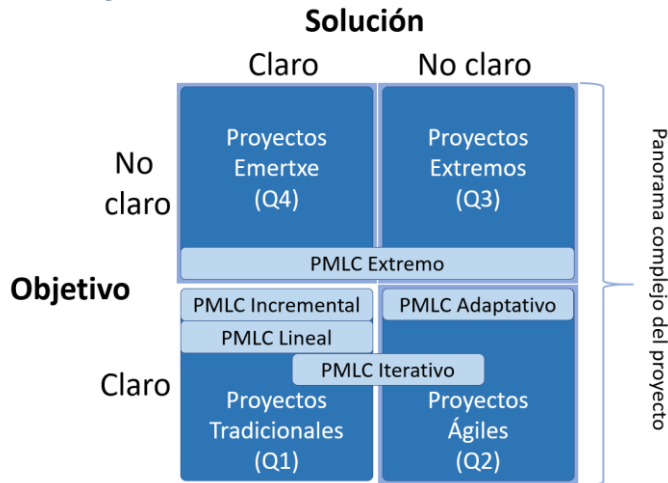 Solución
Claro
No claro
No
claro
Proyectos
Emertxe
(Q4)
Proyectos
Extremos
(Q3)
PMLC Extremo
Objetivo
PMLC Incremental
PMLC Adaptativo
PMLC Lineal
PMLC Iterativo
Claro
Proyectos
Tradicionales
(Q1)
Proyectos
Ágiles
(Q2)
Panorama complejo del proyecto